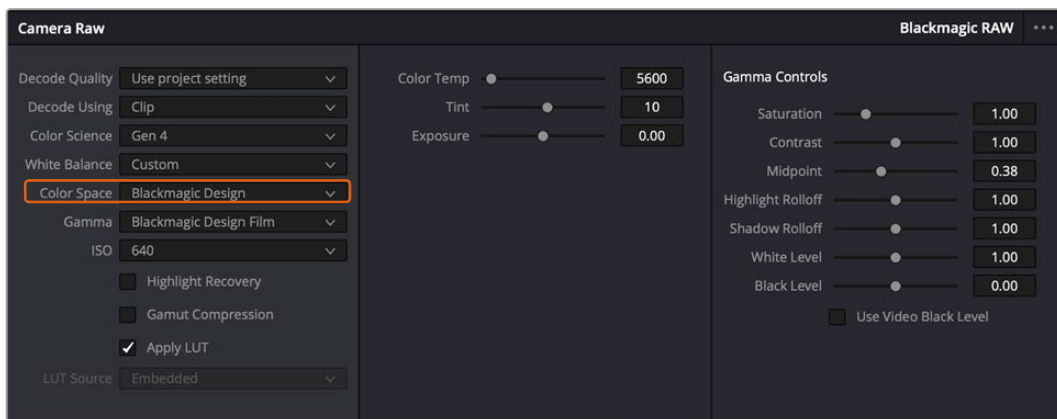 Camera Raw
Blackmagic RAW
Decode Quality Use project setting
Decode Using Clip
Color Science Gen 4
White Balance Custom
Color Space Blackmagic Design
Gamma Blackmagic Design Film
ISO 640
Highlight Recovery
Gamut Compression
Apply LUT
LUT Source Embedded
Color Temp 5600
Tint 10
Exposure 0.00
Gamma Controls
Saturation 1.00
Contrast 1.00
Midpoint 0.38
Highlight Rolloff 1.00
Shadow Rolloff 1.00
White Level 1.00
Black Level 0.00
Use Video Black Level